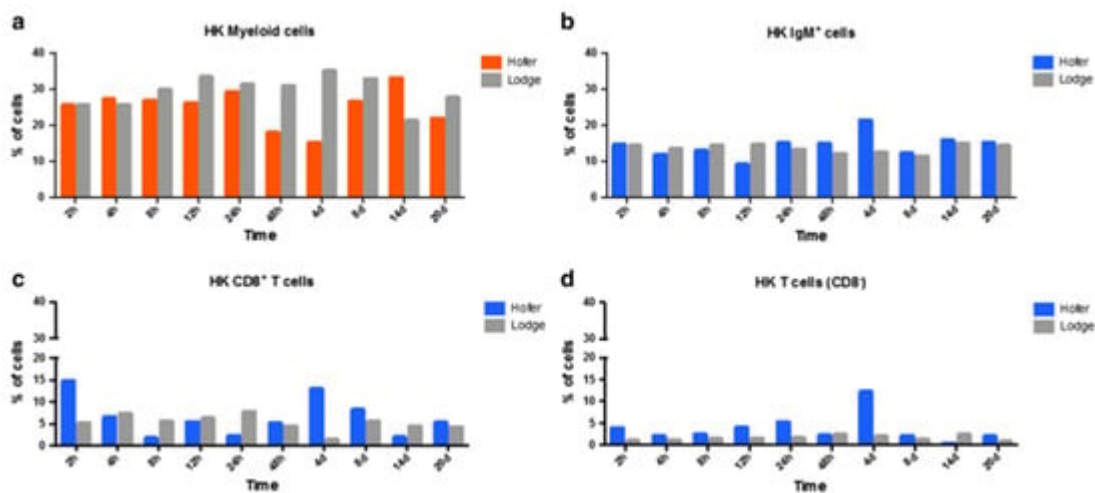 a
HK Myeloid cells
40
30
20
10
0
% of cells
2h 4h 8h 12h 24h 48h 4d 8d 14d 20d
Time
Hofer
Lodge
b
HK IgM⁺ cells
40
30
20
10
0
% of cells
2h 4h 8h 12h 24h 48h 4d 8d 14d 20d
Time
Hofer
Lodge
c
HK CD8⁺ T cells
40
30
20
15
10
5
0
% of cells
2h 4h 8h 12h 24h 48h 4d 8d 14d 20d
Time
Hofer
Lodge
d
HK T cells (CD8⁻)
40
30
20
15
10
5
0
% of cells
2h 4h 8h 12h 24h 48h 4d 8d 14d 20d
Time
Hofer
Lodge